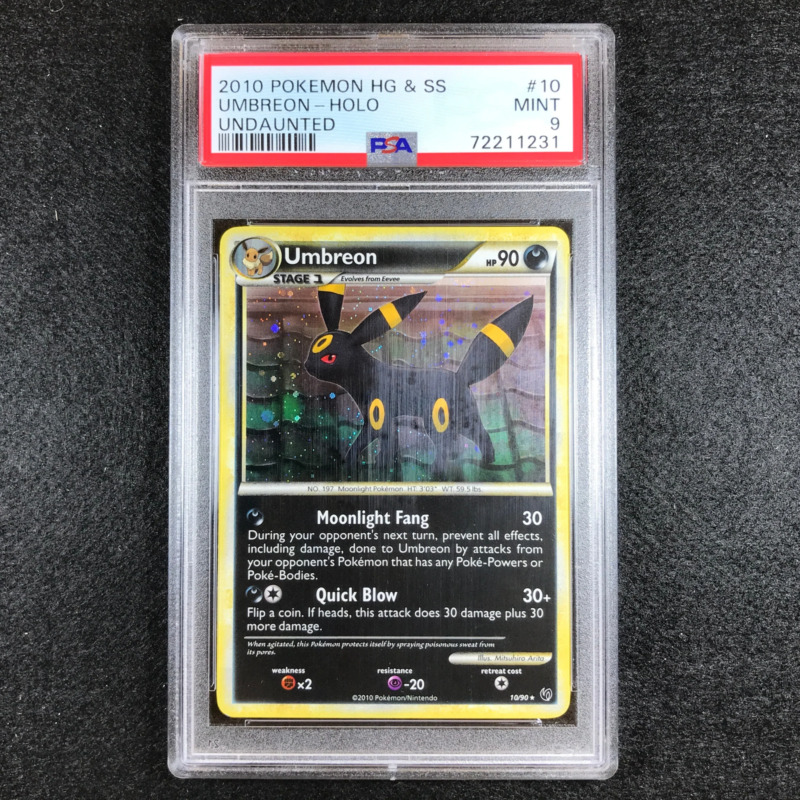 2010 POKEMON HG & SS #10
UMBREON – HOLO MINT
UNDAUNTED 9
PSA 72211231
Umbreon HP 90
STAGE 1 Evolves from Eevee
NO. 197 Moonlight Pokémon HT: 3'03" WT: 59.5 lbs.
Moonlight Fang 30
During your opponent's next turn, prevent all effects,
including damage, done to Umbreon by attacks from
your opponent's Pokémon that has any Poké-Powers or
Poké-Bodies.
Quick Blow 30+
Flip a coin. If heads, this attack does 30 damage plus 30
more damage.
When agitated, this Pokémon protects itself by spraying poisonous sweat from
its pores.
Illus. Mitsuhiro Arita
weakness resistance retreat cost
x2 -20
©2010 Pokémon/Nintendo 10/90 ★